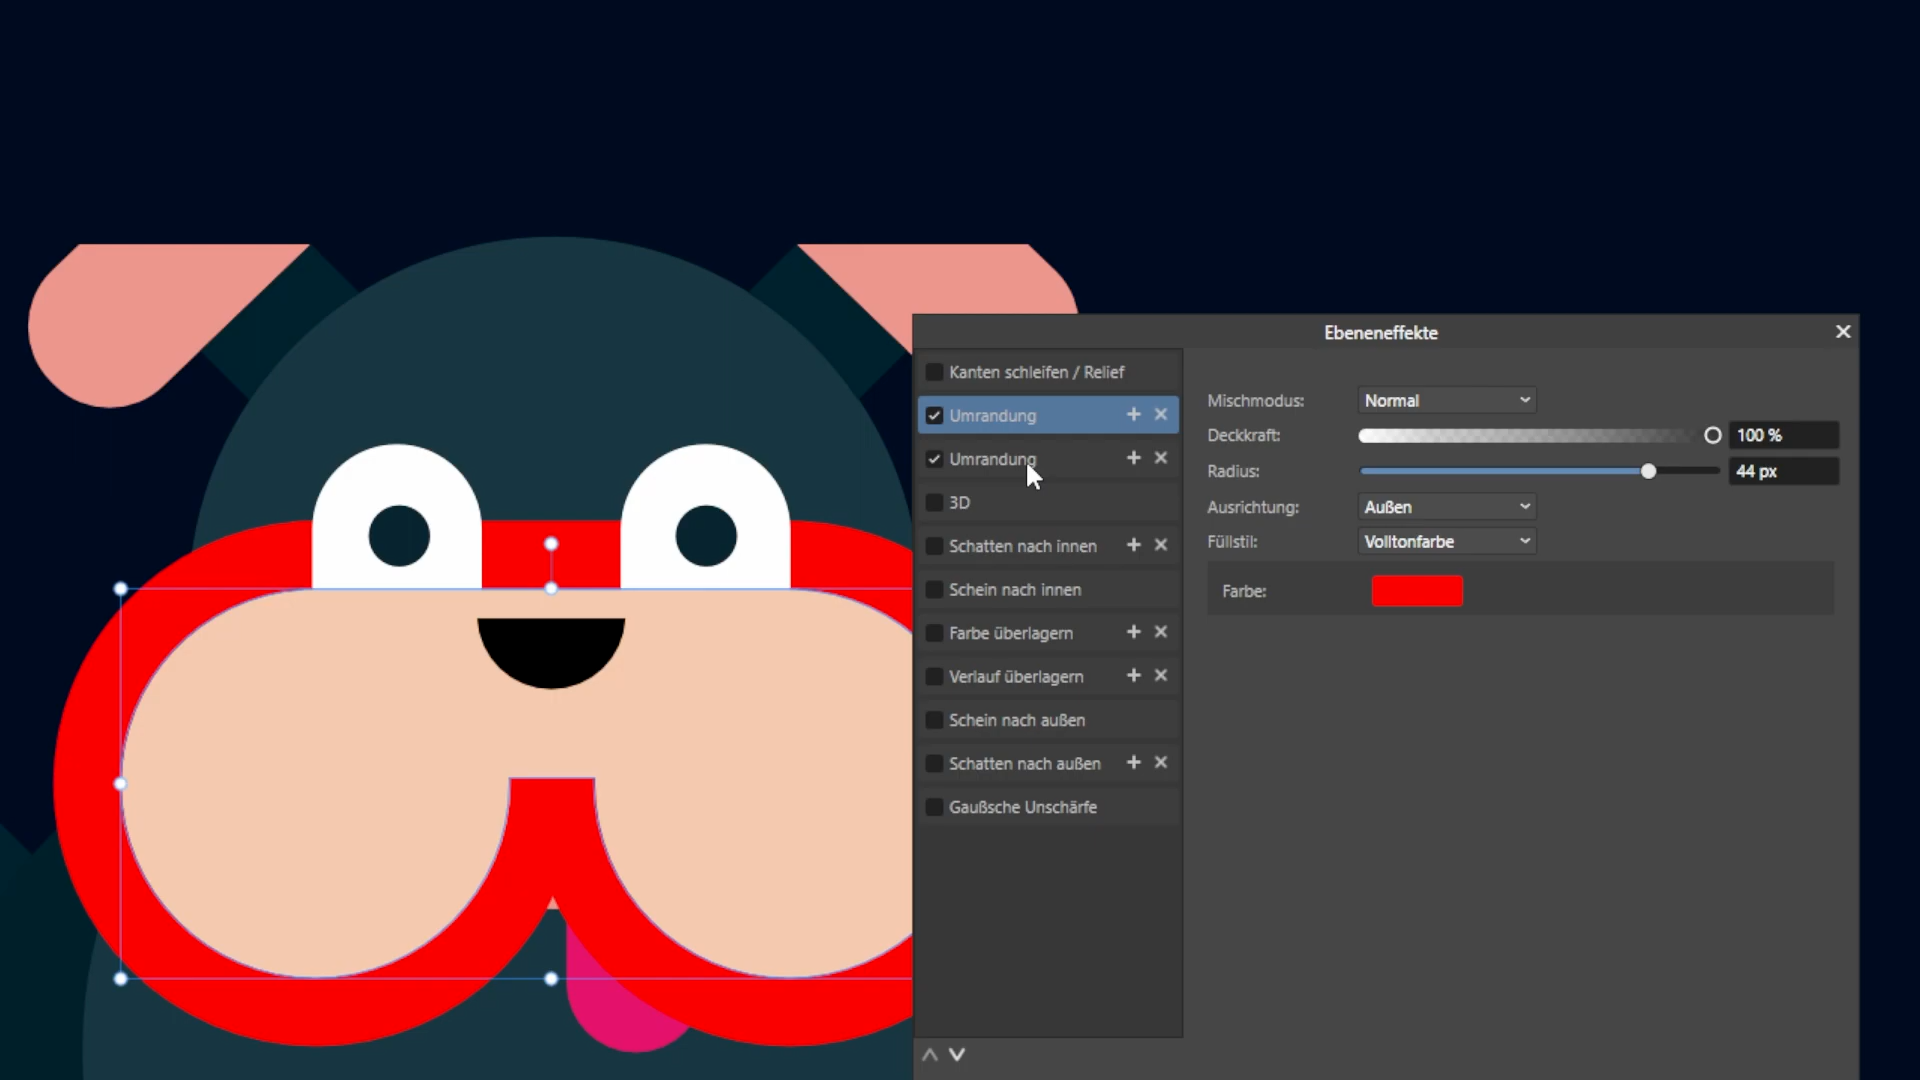 Ebeneneffekte
Kanten schleifen / Relief
Umrandung
Umrandung
3D
Schatten nach innen
Schein nach innen
Farbe überlagern
Verlauf überlagern
Schein nach außen
Schatten nach außen
Gaußsche Unschärfe
Mischmodus: Normal
Deckkraft: 100 %
Radius: 44 px
Ausrichtung: Außen
Füllstil: Volltonfarbe
Farbe: